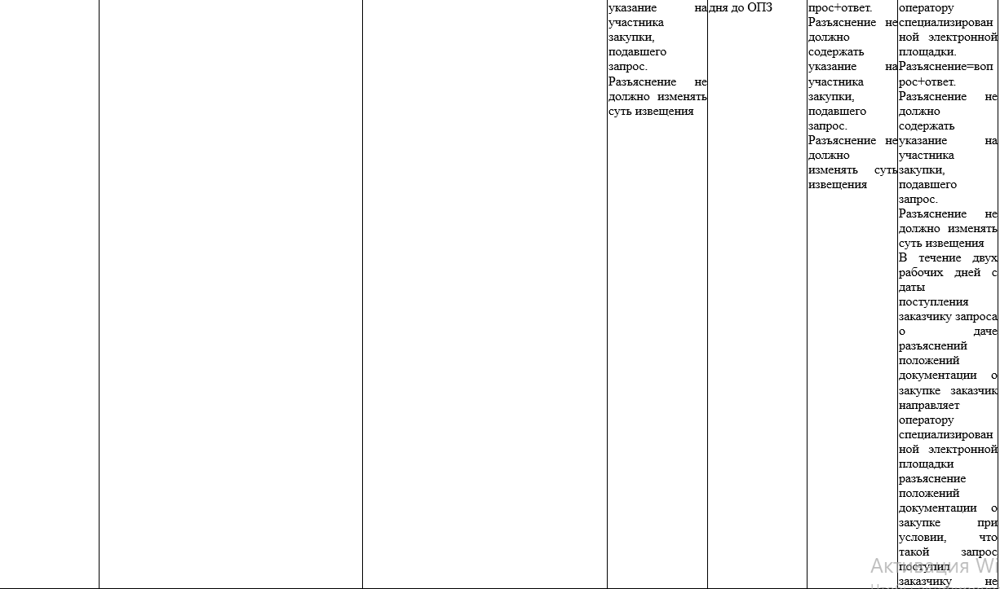 указание на
участника
закупки,
подавшего
запрос.
Разъяснение не
должно изменять
суть извещения
дня до ОПЗ
прос+ответ.
Разъяснение не
должно
содержать
указание на
участника
закупки,
подавшего
запрос.
Разъяснение не
должно
изменять суть
извещения
оператору
специализирован
ной электронной
площадки.
Разъяснение=воп
рос+ответ.
Разъяснение не
должно
содержать
указание на
участника
закупки,
подавшего
запрос.
Разъяснение не
должно изменять
суть извещения
В течение двух
рабочих дней с
даты
поступления
заказчику запроса
о даче
разъяснений
положений
документации о
закупке заказчик
направляет
оператору
специализирован
ной электронной
площадки
разъяснение
положений
документации о
закупке при
условии, что
такой запрос
поступил
заказчику не
Активация Wi